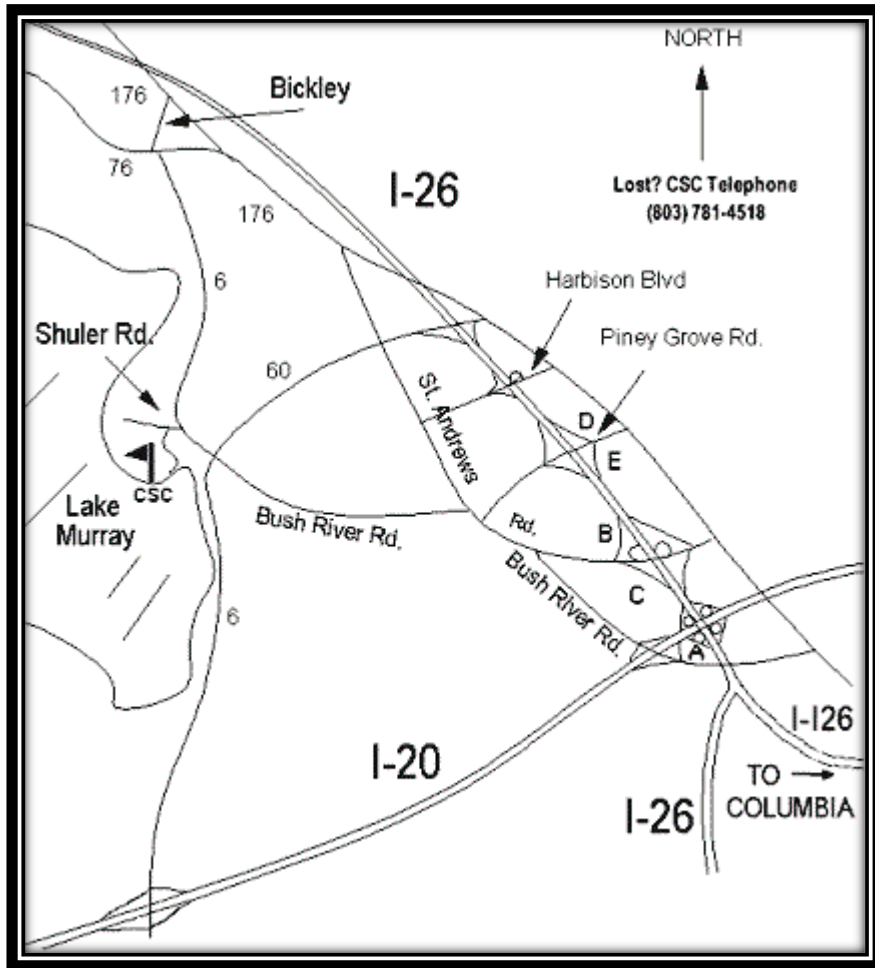 NORTH
176
Bickley
76
I-26
Lost? CSC Telephone
(803) 781-4518
176
6
Harbison Blvd
Shuler Rd.
Piney Grove Rd.
60
St. Andrews
D
E
CSC
Lake
Murray
Bush River Rd.
Rd.
B
Bush River Rd.
C
6
A
I-I26
I-20
TO
COLUMBIA
I-26